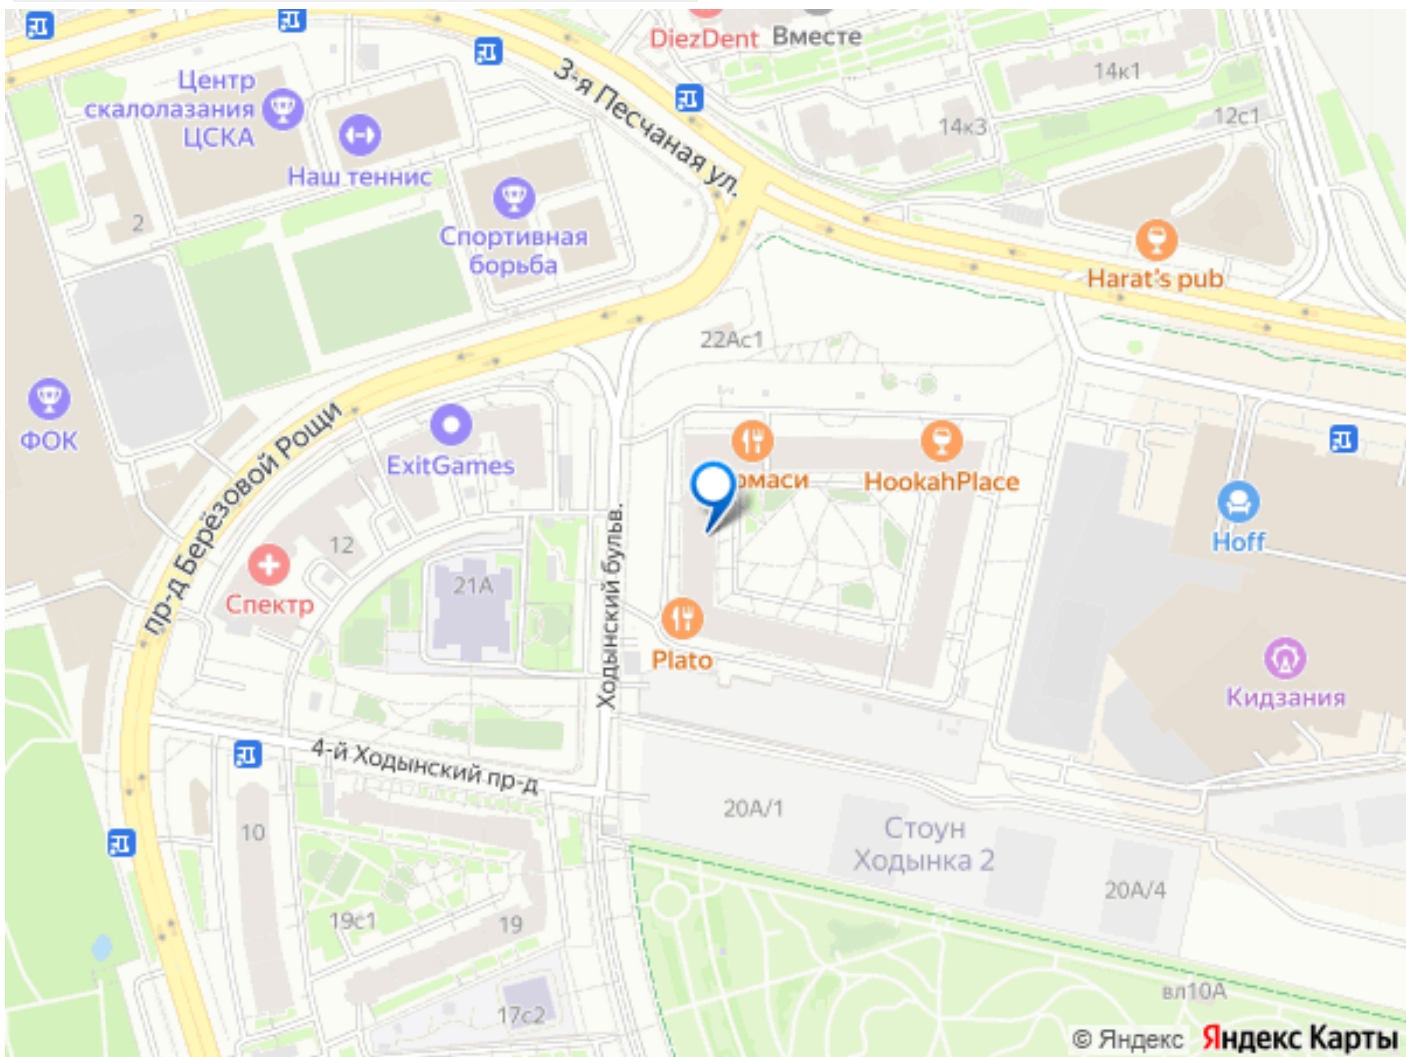 DiezDent
Вместе
Центр
скалолазания
ЦСКА
Наш теннис
3-я Песчаная ул.
14к1
14к3
12с1
2
Спортивная
борьба
Harat's pub
22Ас1
ФОК
ExitGames
пр-д Берёзовой Рощи
омаси
HookahPlace
Hoff
12
Спектр
21А
Ходынский бульв.
Plato
Кидзания
4-й Ходынский пр-д
20А/1
Стоун
Ходынка 2
10
20А/4
19с1
19
вл10А
17с2
© Яндекс Яндекс Карты